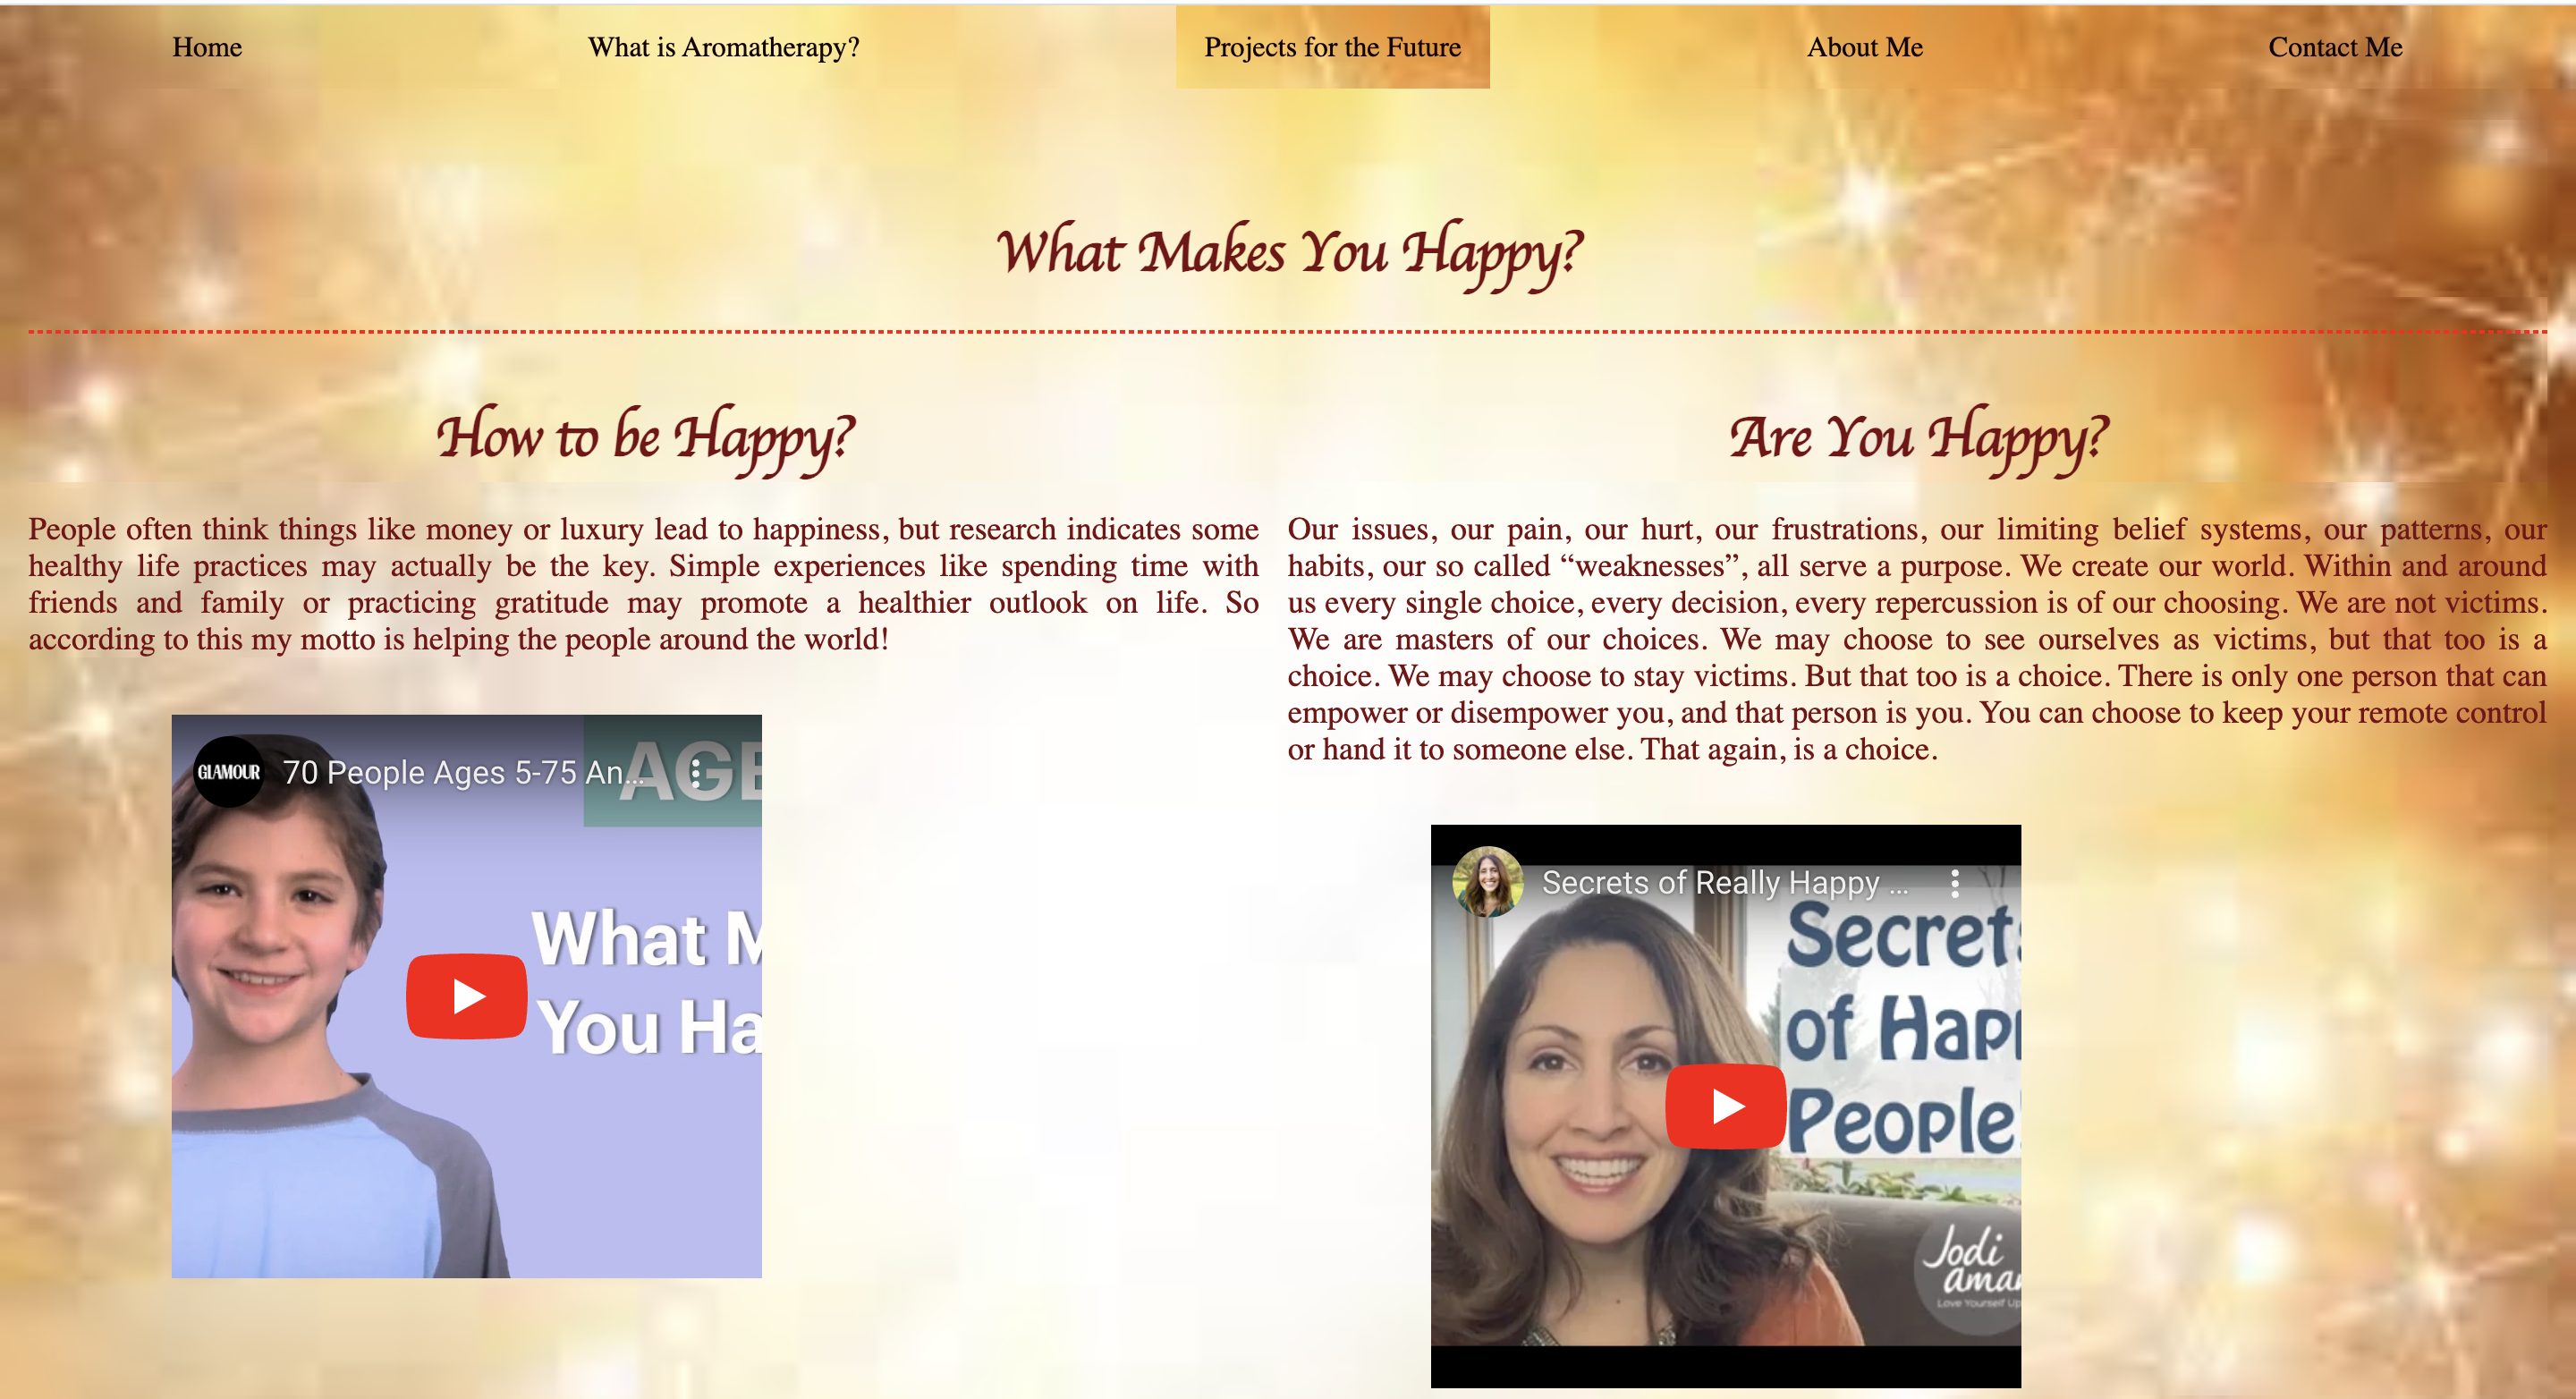 Home
What is Aromatherapy?
Projects for the Future
About Me
Contact Me
What Makes You Happy?
How to be Happy?
People often think things like money or luxury lead to happiness, but research indicates some
healthy life practices may actually be the key. Simple experiences like spending time with
friends and family or practicing gratitude may promote a healthier outlook on life. So
according to this my motto is helping the people around the world!
GLAMOUR
70 People Ages 5-75 An...
AGE
What M
You Ha
Are You Happy?
Our issues, our pain, our hurt, our frustrations, our limiting belief systems, our patterns, our
habits, our so called “weaknesses”, all serve a purpose. We create our world. Within and around
us every single choice, every decision, every repercussion is of our choosing. We are not victims.
We are masters of our choices. We may choose to see ourselves as victims, but that too is a
choice. We may choose to stay victims. But that too is a choice. There is only one person that can
empower or disempower you, and that person is you. You can choose to keep your remote control
or hand it to someone else. That again, is a choice.
Secrets of Really Happy ...
Secrets
of Happ
People!
Jodi
aman
Love Yourself Up